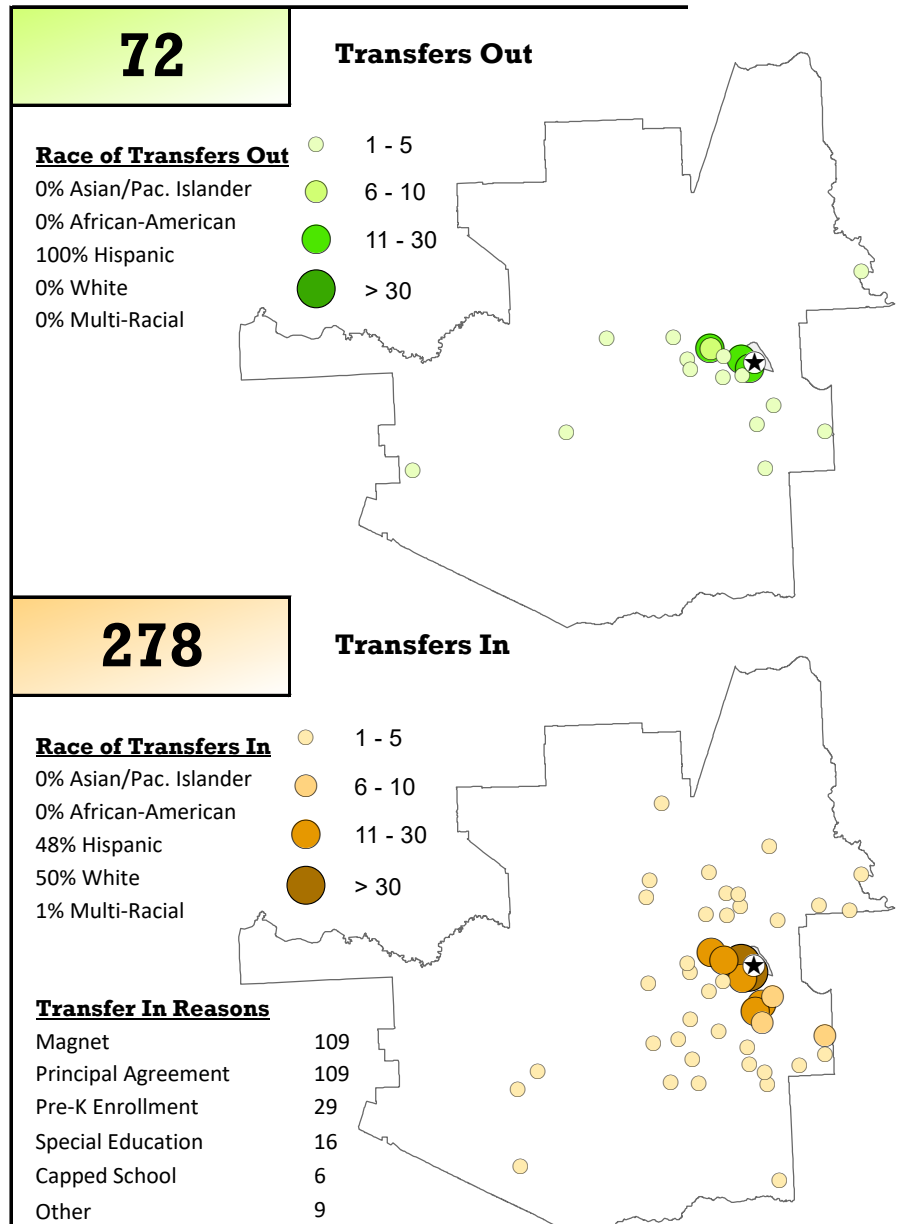 72
Transfers Out
Race of Transfers Out
0% Asian/Pac. Islander
0% African-American
100% Hispanic
0% White
0% Multi-Racial
1 - 5
6 - 10
11 - 30
> 30
278
Transfers In
Race of Transfers In
0% Asian/Pac. Islander
0% African-American
48% Hispanic
50% White
1% Multi-Racial
1 - 5
6 - 10
11 - 30
> 30
Transfer In Reasons
Magnet 109
Principal Agreement 109
Pre-K Enrollment 29
Special Education 16
Capped School 6
Other 9